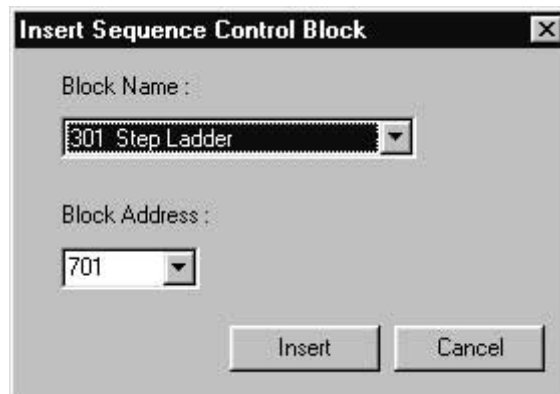 Insert Sequence Control Block
Block Name :
301 Step Ladder
Block Address :
701
Insert Cancel